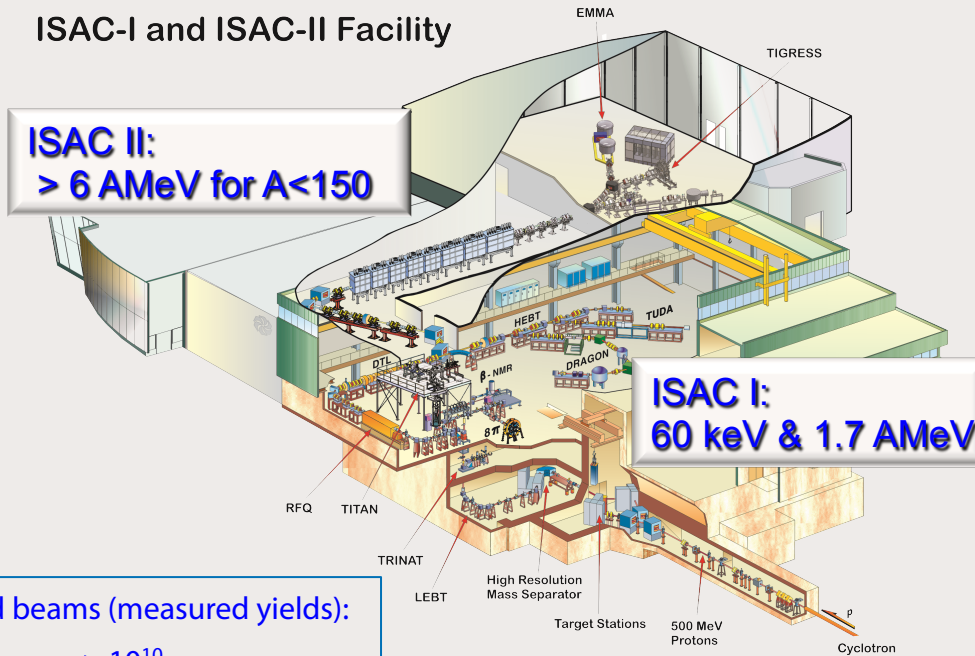 ISAC-I and ISAC-II Facility
EMMA
TIGRESS
ISAC II:
> 6 AMeV for A<150
HEBT
TUDA
DTL
DRAGON
β-NMR
8π
ISAC I:
60 keV & 1.7 AMeV
RFQ
TITAN
TRINAT
LEBT
High Resolution
Mass Separator
Target Stations
500 MeV
Protons
P
Cyclotron
beams (measured yields):
10¹⁰